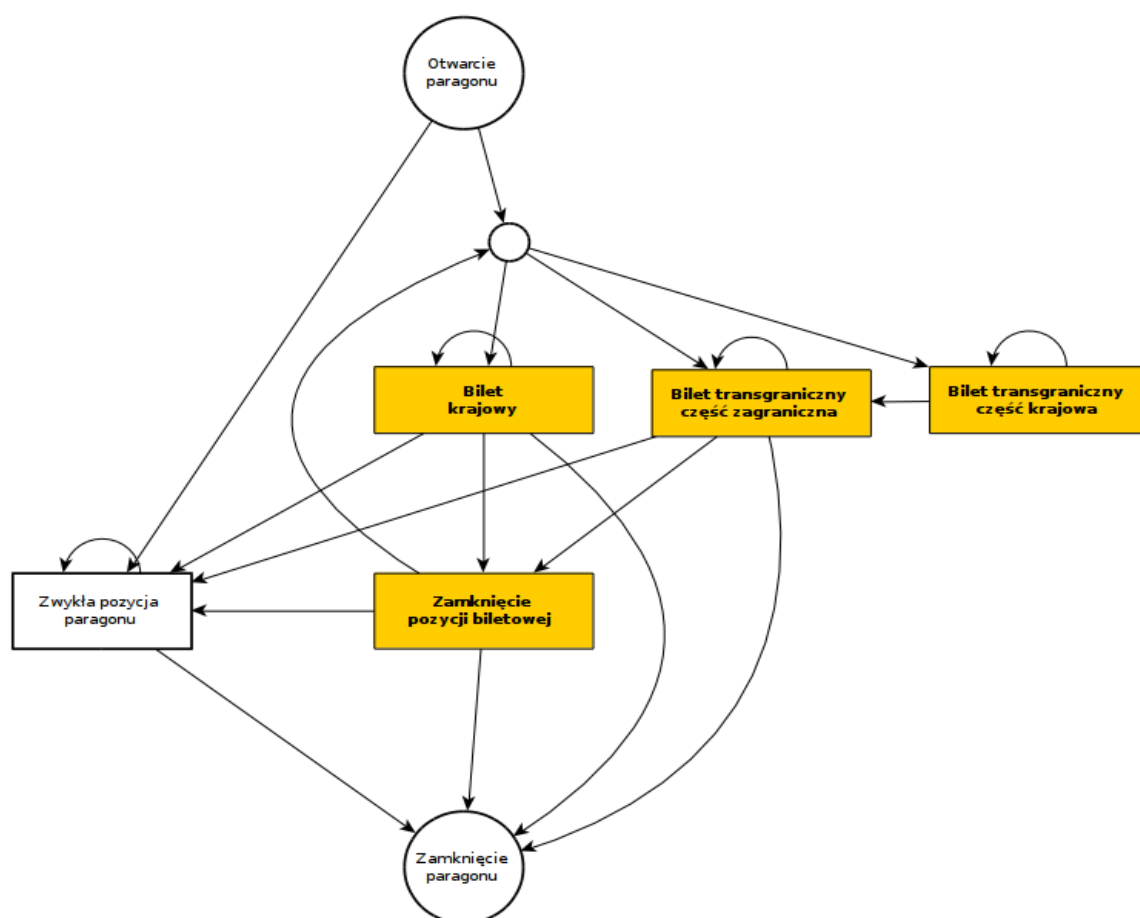 Otwarcie
paragonu
Bilet
krajowy
Bilet transgraniczny
część zagraniczna
Bilet transgraniczny
część krajowa
Zwykła pozycja
paragonu
Zamknięcie
pozycji biletowej
Zamknięcie
paragonu